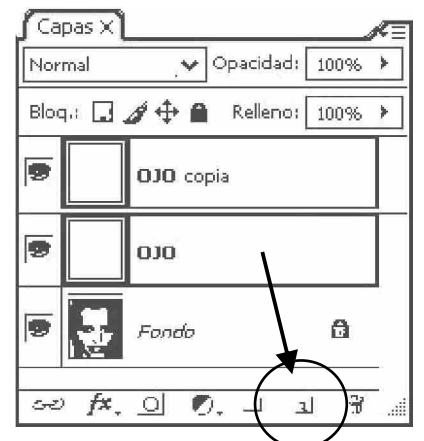 Capas ×
Normal Opacidad: 100%
Bloq.: Relleno: 100%
OJO copia
OJO
Fondo
fx.